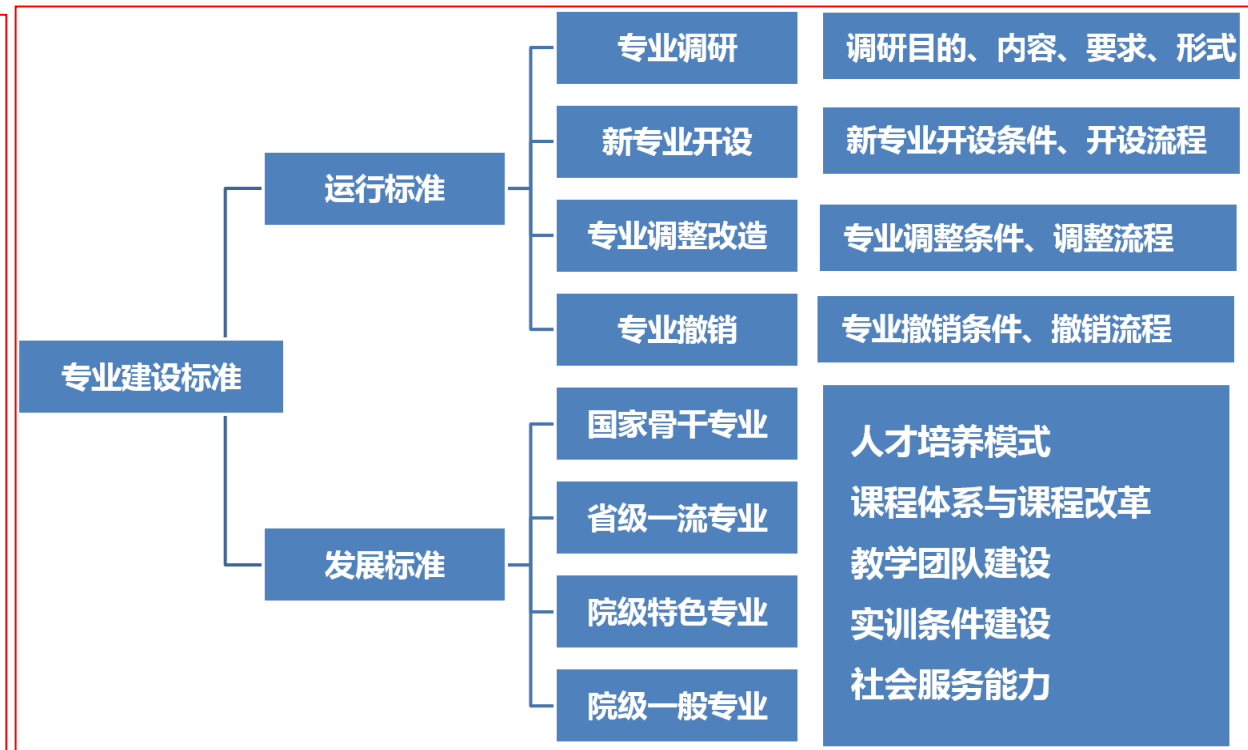 专业建设标准
运行标准
专业调研
调研目的、内容、要求、形式
新专业开设
新专业开设条件、开设流程
专业调整改造
专业调整条件、调整流程
专业撤销
专业撤销条件、撤销流程
发展标准
国家骨干专业
省级一流专业
院级特色专业
院级一般专业
人才培养模式
课程体系与课程改革
教学团队建设
实训条件建设
社会服务能力